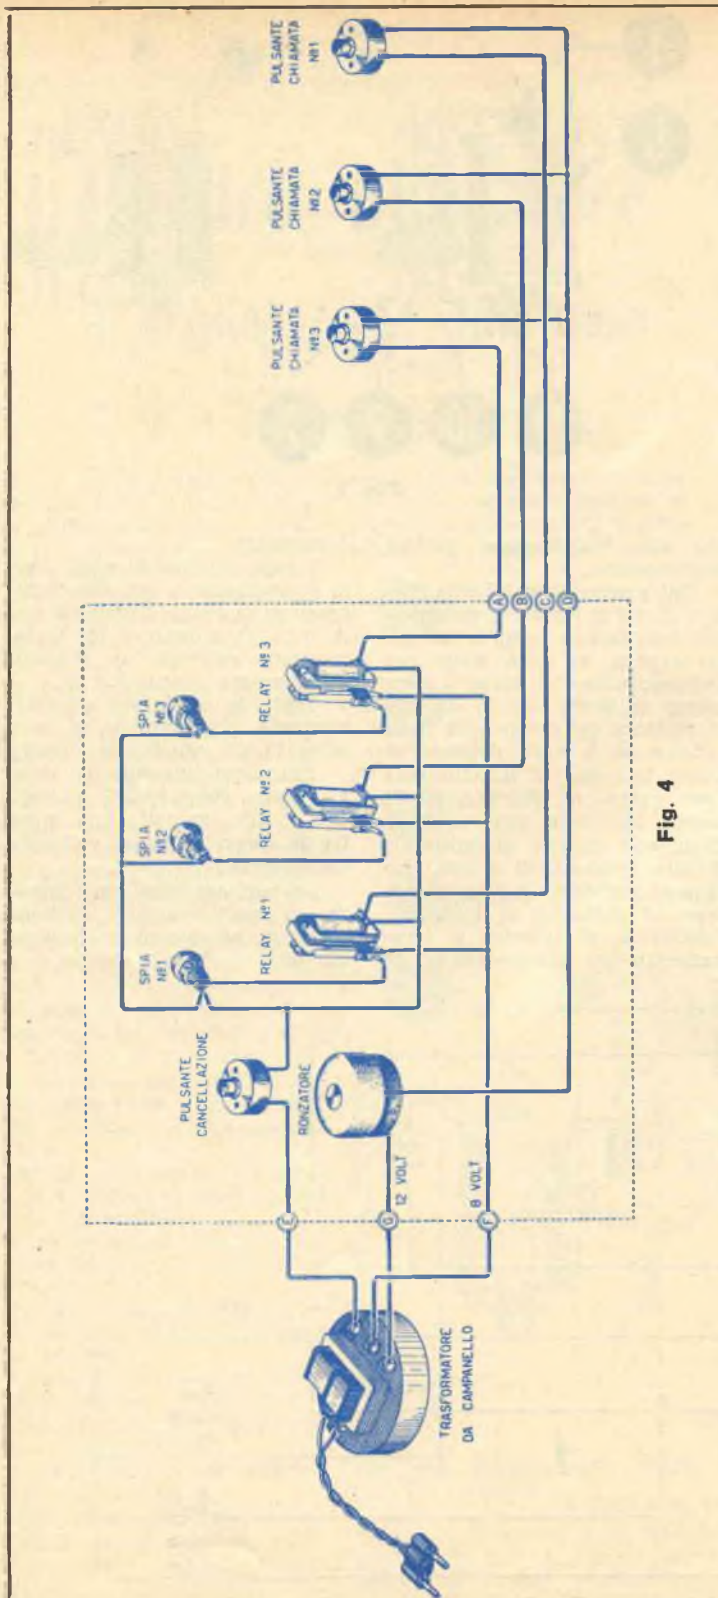 PULSANTE
CHIAMATA
Nº1
PULSANTE
CHIAMATA
Nº2
PULSANTE
CHIAMATA
Nº3
A
B
C
D
SPIA
Nº3
RELAY Nº3
SPIA
Nº2
RELAY Nº2
SPIA
Nº1
RELAY Nº1
PULSANTE
CANCELLAZIONE
RONZATORE
12 VOLT
8 VOLT
E
G
F
TRASFORMATORE
DA CAMPANELLO
Fig. 4